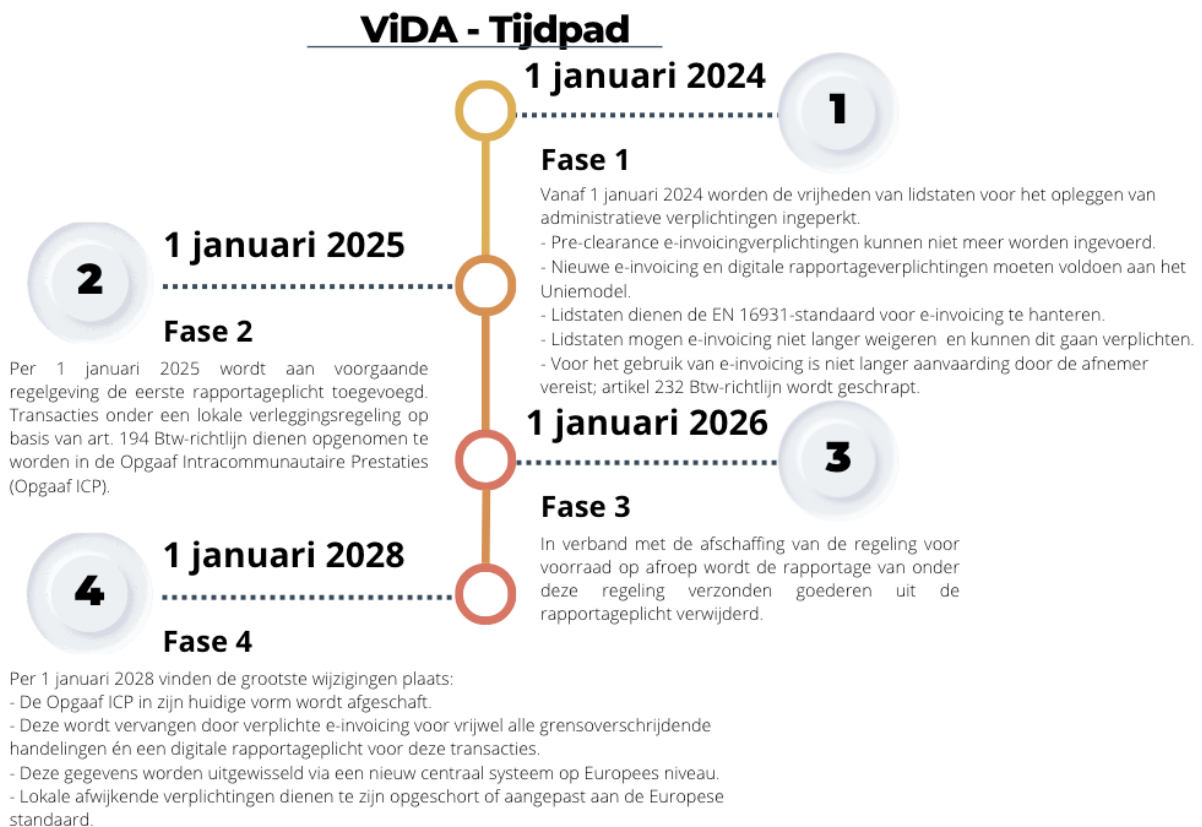 ViDA - Tijdpad
1 januari 2024
1
Fase 1
Vanaf 1 januari 2024 worden de vrijheden van lidstaten voor het opleggen van
administratieve verplichtingen ingeperkt.
- Pre-clearance e-invoicingverplichtingen kunnen niet meer worden ingevoerd.
- Nieuwe e-invoicing en digitale rapportageverplichtingen moeten voldoen aan het
Uniemodel.
- Lidstaten dienen de EN 16931-standaard voor e-invoicing te hanteren.
- Lidstaten mogen e-invoicing niet langer weigeren en kunnen dit gaan verplichten.
- Voor het gebruik van e-invoicing is niet langer aanvaarding door de afnemer
vereist; artikel 232 Btw-richtlijn wordt geschrapt.
2
1 januari 2025
Fase 2
Per 1 januari 2025 wordt aan voorgaande
regelgeving de eerste rapportageplicht toegevoegd.
Transacties onder een lokale verleggingsregeling op
basis van art. 194 Btw-richtlijn dienen opgenomen te
worden in de Opgaaf Intracommunautaire Prestaties
(Opgaaf ICP).
1 januari 2026
3
Fase 3
In verband met de afschaffing van de regeling voor
voorraad op afroep wordt de rapportage van onder
deze regeling verzonden goederen uit de
rapportageplicht verwijderd.
4
1 januari 2028
Fase 4
Per 1 januari 2028 vinden de grootste wijzigingen plaats:
- De Opgaaf ICP in zijn huidige vorm wordt afgeschaft.
- Deze wordt vervangen door verplichte e-invoicing voor vrijwel alle grensoverschrijdende
handelingen én een digitale rapportageplicht voor deze transacties.
- Deze gegevens worden uitgewisseld via een nieuw centraal systeem op Europees niveau.
- Lokale afwijkende verplichtingen dienen te zijn opgeschort of aangepast aan de Europese
standaard.